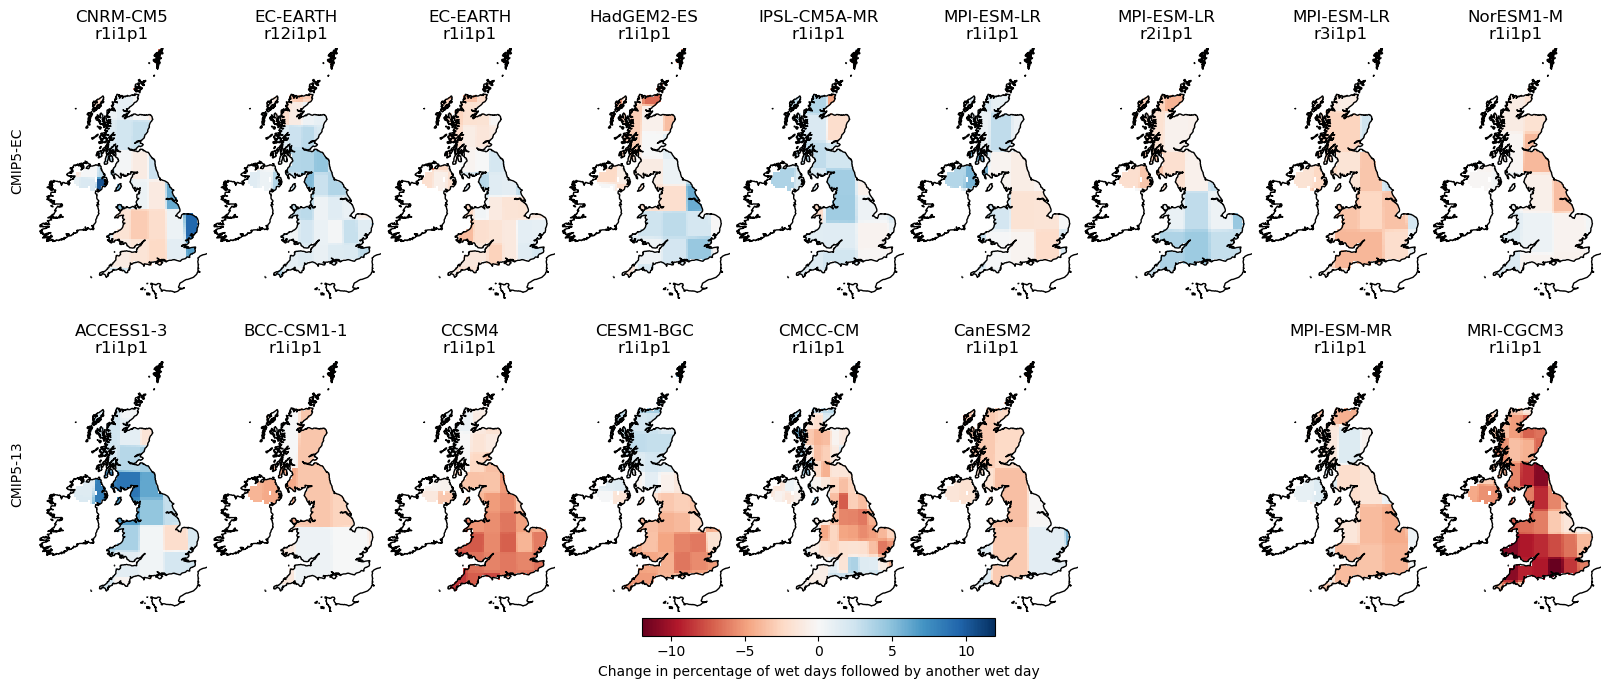 CNRM-CM5
r1i1p1
EC-EARTH
r12i1p1
EC-EARTH
r1i1p1
HadGEM2-ES
r1i1p1
IPSL-CM5A-MR
r1i1p1
MPI-ESM-LR
r1i1p1
MPI-ESM-LR
r2i1p1
MPI-ESM-LR
r3i1p1
NorESM1-M
r1i1p1
CMIP5-EC
ACCESS1-3
r1i1p1
BCC-CSM1-1
r1i1p1
CCSM4
r1i1p1
CESM1-BGC
r1i1p1
CMCC-CM
r1i1p1
CanESM2
r1i1p1
MPI-ESM-MR
r1i1p1
MRI-CGCM3
r1i1p1
CMIP5-13
−10 −5 0 5 10
Change in percentage of wet days followed by another wet day